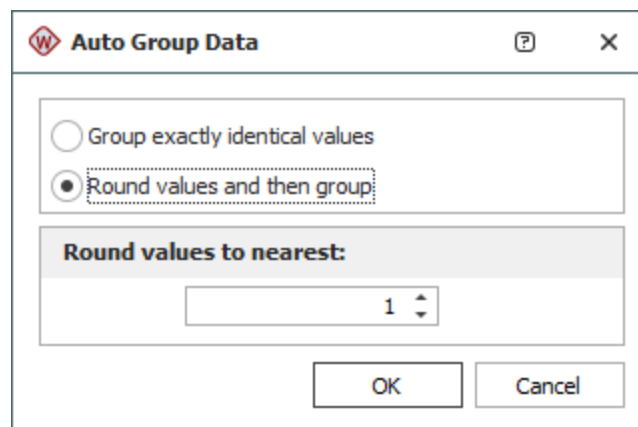 Auto Group Data
Group exactly identical values
Round values and then group
Round values to nearest:
1
OK Cancel